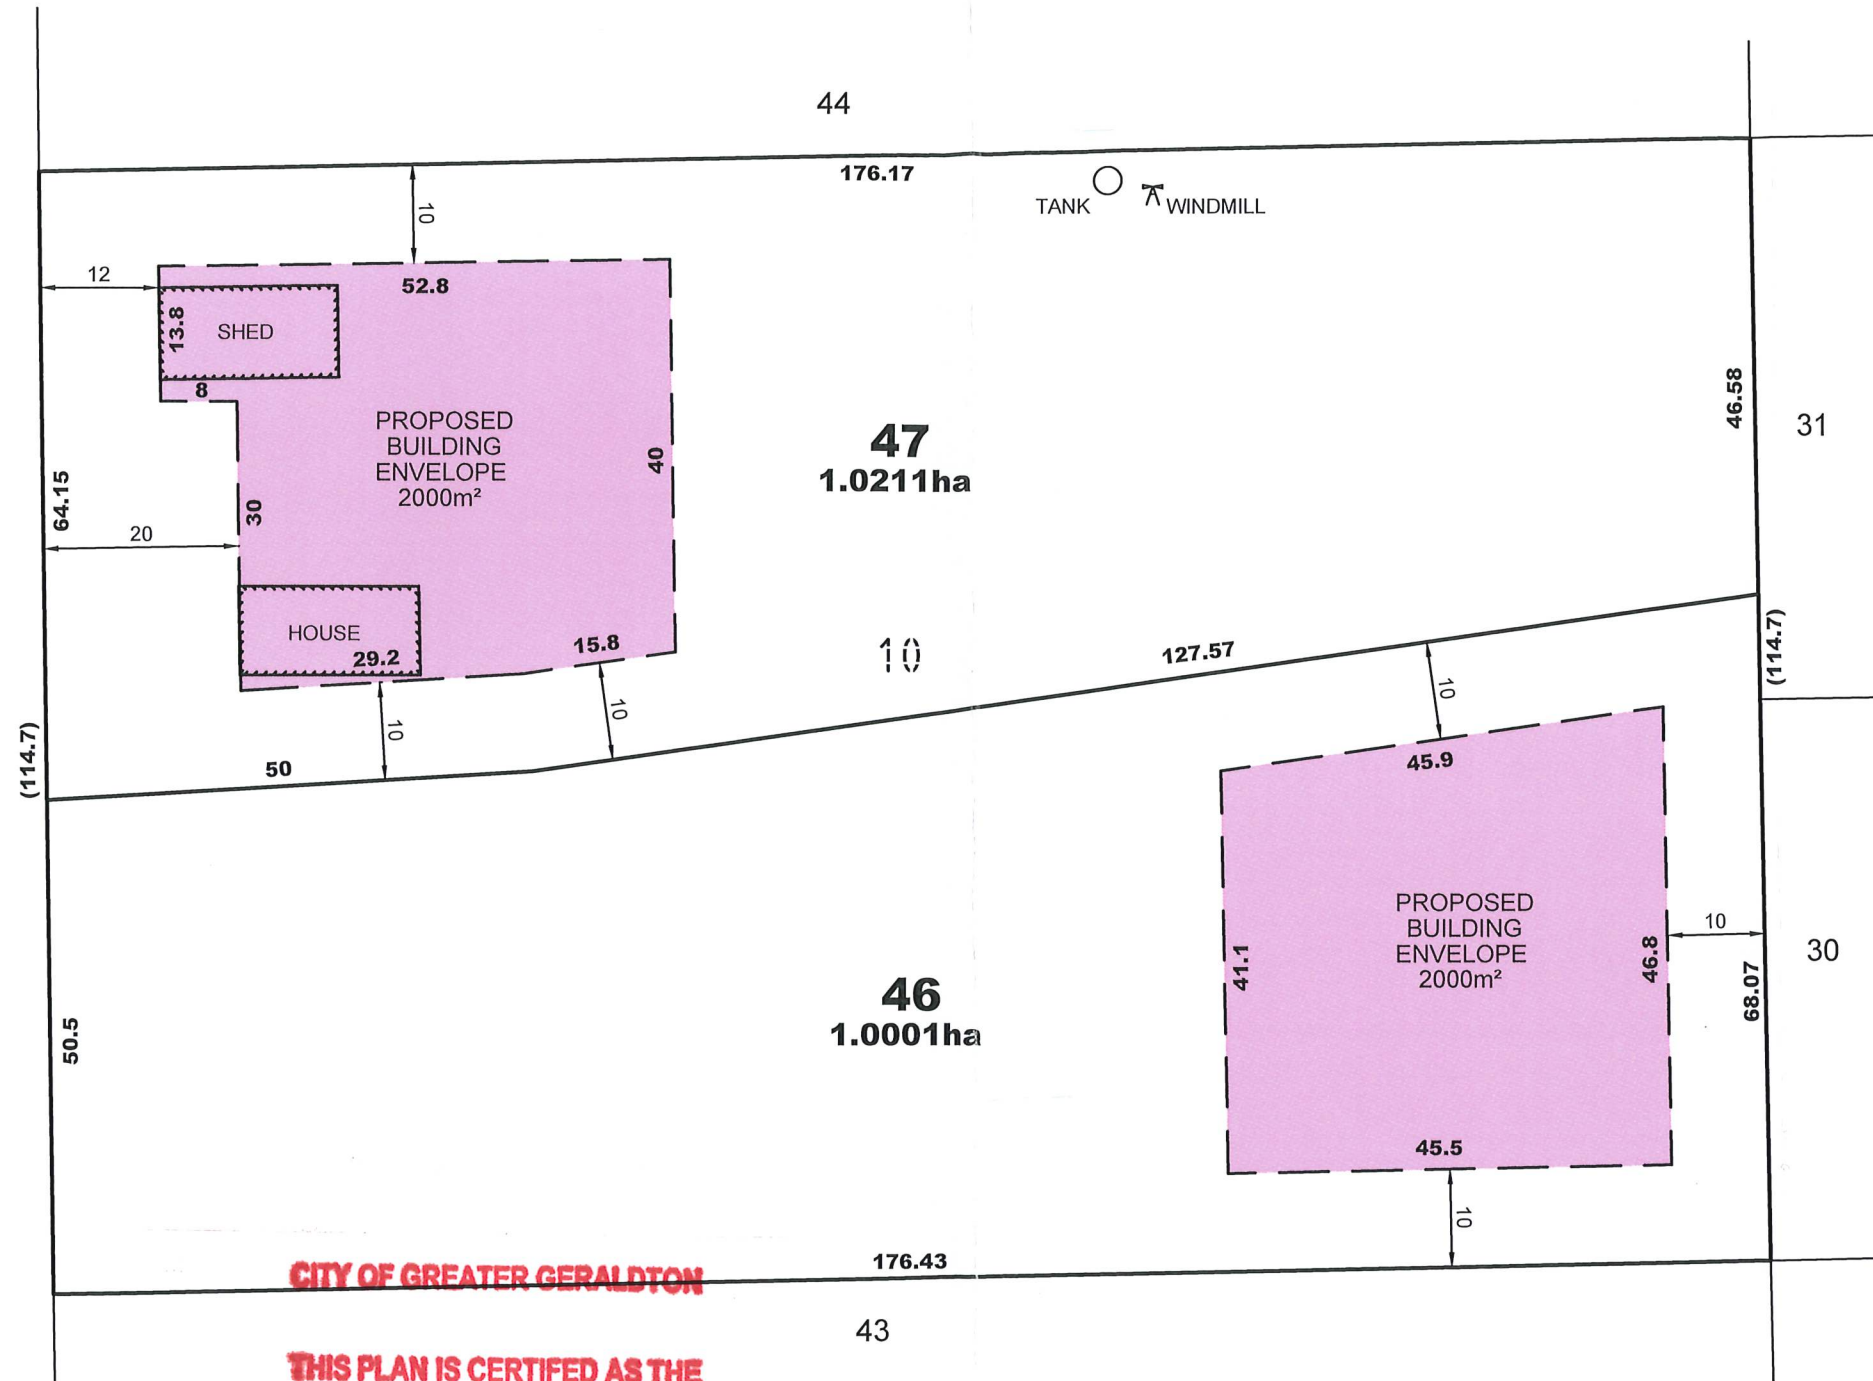 44
176.17
TANK
WINDMILL
10
12
52.8
13.8
SHED
8
PROPOSED
BUILDING
ENVELOPE
2000m²
40
47
1.0211ha
46.58
31
64.15
30
20
HOUSE
29.2
15.8
10
127.57
(114.7)
10
10
10
50
(114.7)
45.9
PROPOSED
BUILDING
ENVELOPE
2000m²
41.1
46.8
10
30
68.07
46
1.0001ha
50.5
45.5
10
176.43
CITY OF GREATER GERALDTON
43
THIS PLAN IS CERTIFED AS THE